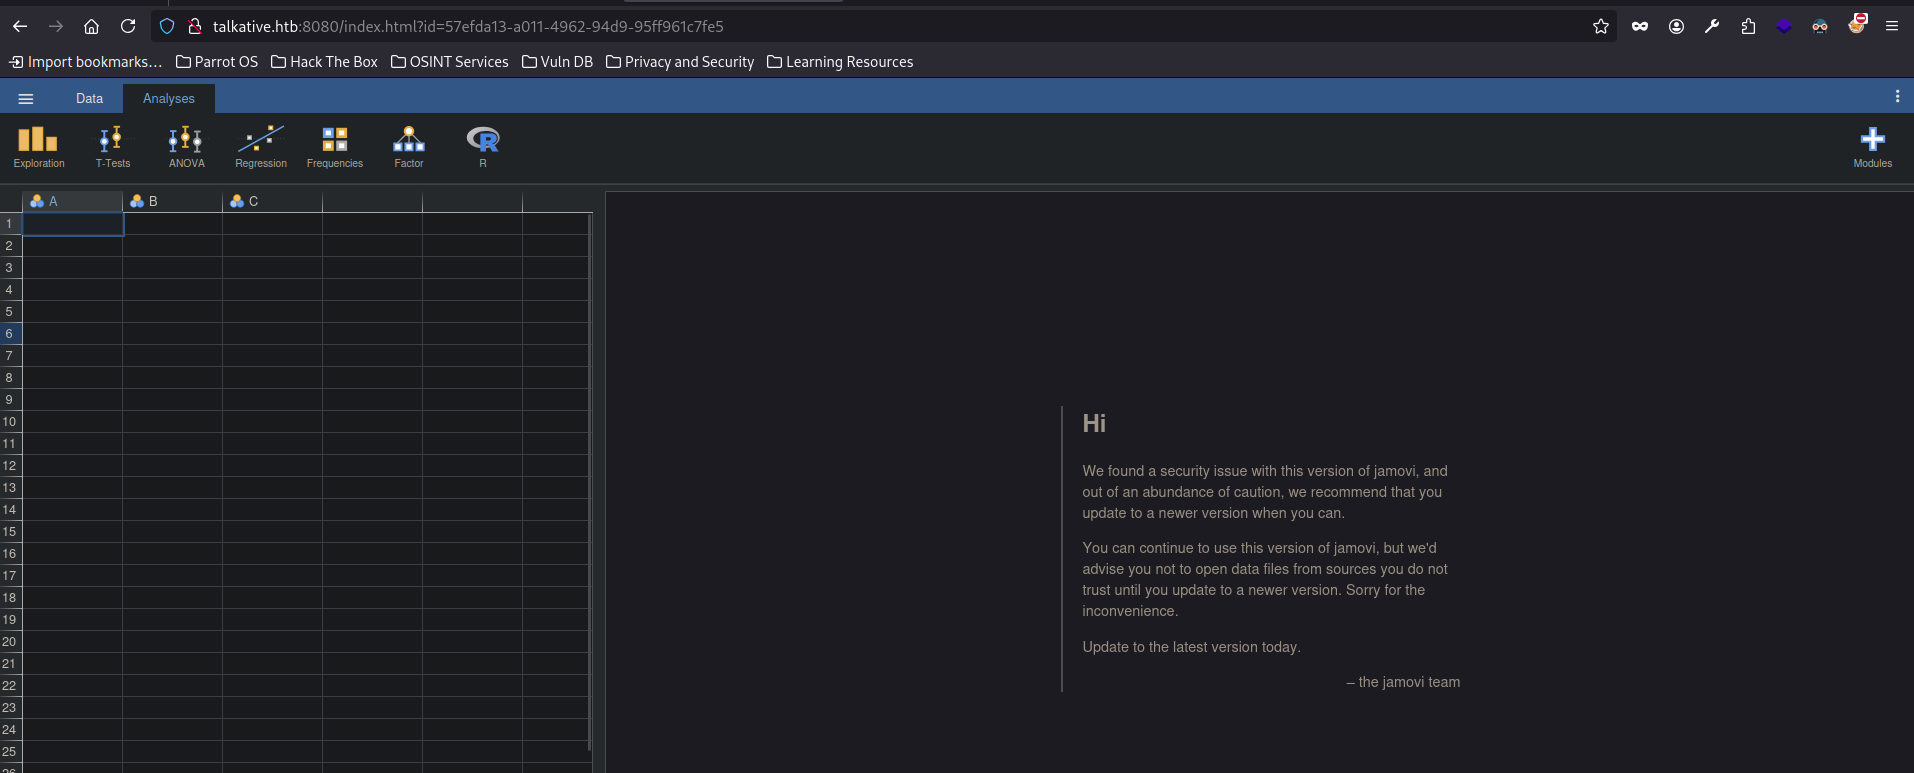 talkative.htb:8080/index.html?id=57efda13-a011-4962-94d9-95ff961c7fe5
Import bookmarks... Parrot OS Hack The Box OSINT Services Vuln DB Privacy and Security Learning Resources
Data Analyses
Exploration T-Tests ANOVA Regression Frequencies Factor R Modules
A B C
1
2
3
4
5
6
7
8
9
10
11
12
13
14
15
16
17
18
19
20
21
22
23
24
25
26
Hi
We found a security issue with this version of jamovi, and
out of an abundance of caution, we recommend that you
update to a newer version when you can.
You can continue to use this version of jamovi, but we'd
advise you not to open data files from sources you do not
trust until you update to a newer version. Sorry for the
inconvenience.
Update to the latest version today.
– the jamovi team